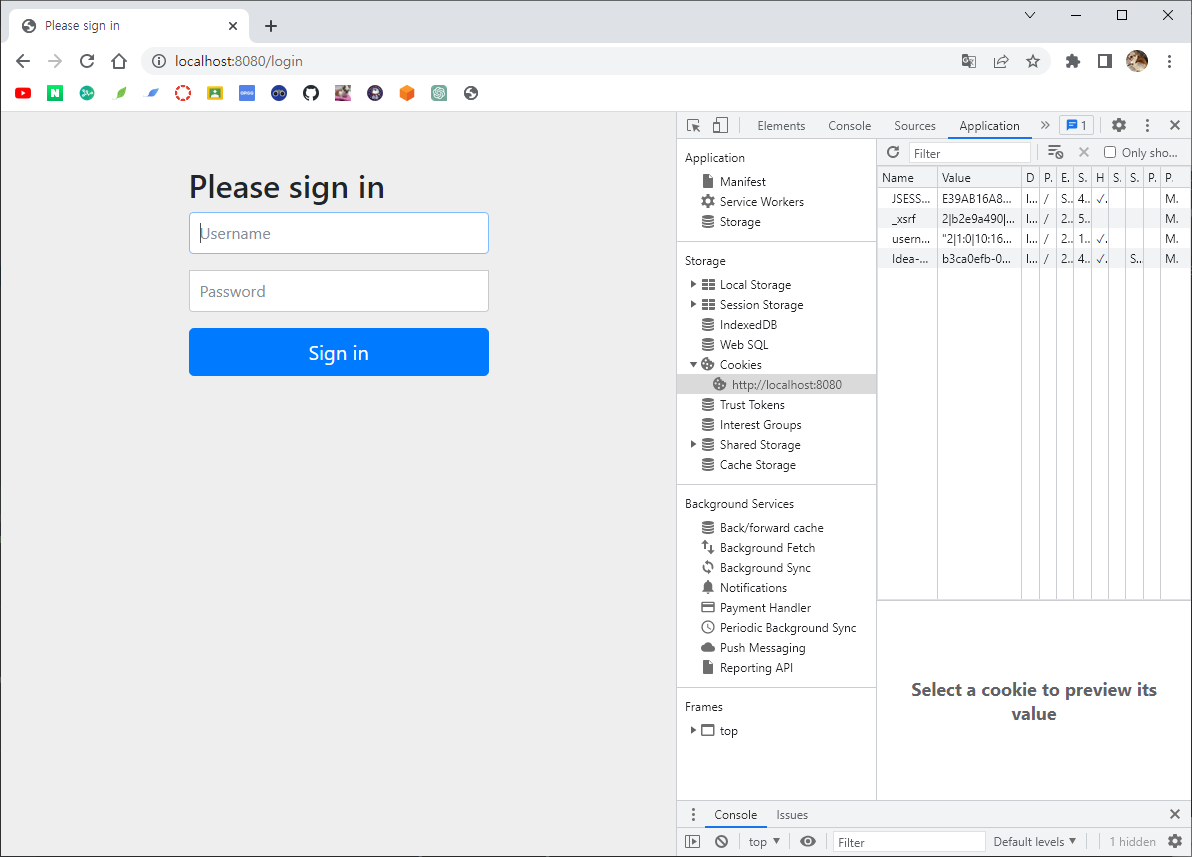 Please sign in
localhost:8080/login
Please sign in
Username
Password
Sign in
Elements Console Sources Application 1
Application
Manifest
Service Workers
Storage
Storage
Local Storage
Session Storage
IndexedDB
Web SQL
Cookies
http://localhost:8080
Trust Tokens
Interest Groups
Shared Storage
Cache Storage
Background Services
Back/forward cache
Background Fetch
Background Sync
Notifications
Payment Handler
Periodic Background Sync
Push Messaging
Reporting API
Frames
top
Filter Only sho...
Name Value D P. E. S. H S. S. P. P.
JSESS... E39AB16A8... l... / S... 4... ✓. M.
_xsrf 2|b2e9a490|... l... / 2... 5... M.
usern... "2|1:0|10:16... l... / 2... 1... ✓. M.
Idea-... b3ca0efb-0... l... / 2... 4... ✓. S... M.
Select a cookie to preview its
value
Console Issues
top Filter Default levels 1 hidden